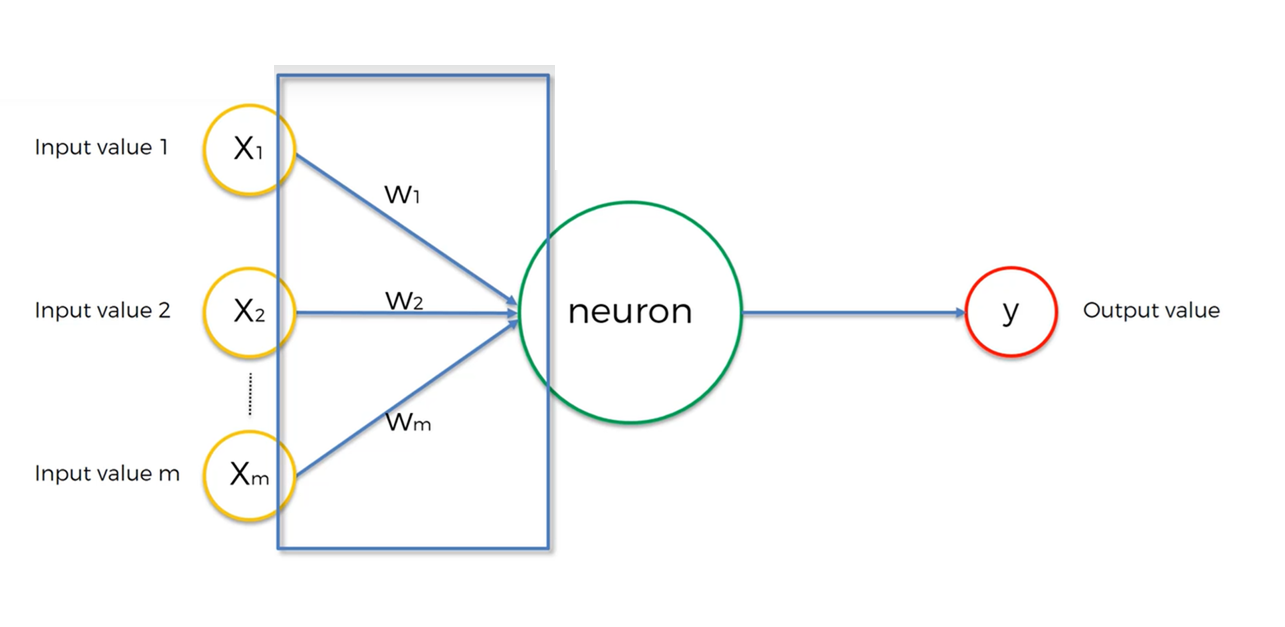 Input value 1
X1
W1
Input value 2
X2
W2
neuron
y
Output value
Wm
Input value m
Xm